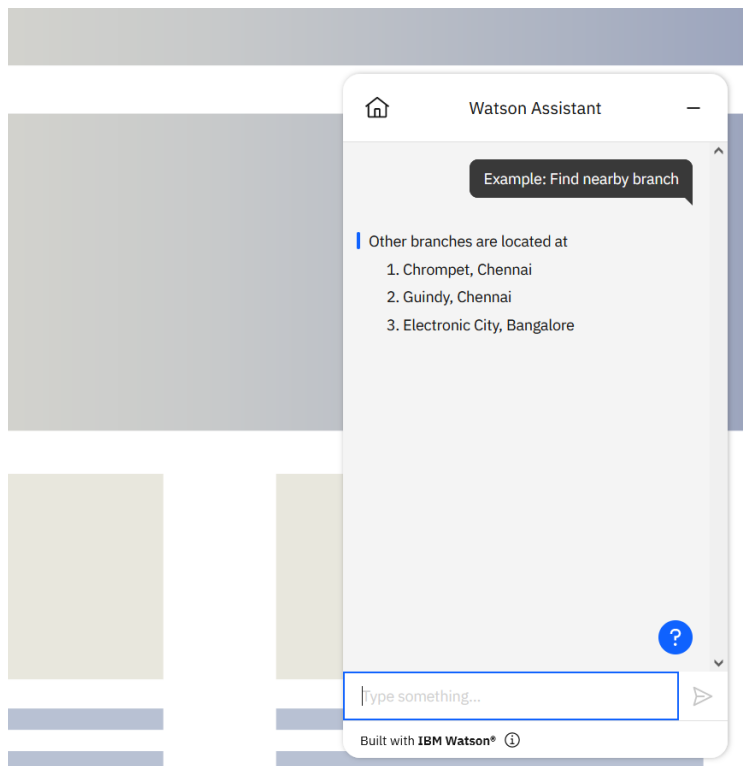 Watson Assistant
Example: Find nearby branch
Other branches are located at
1. Chrompet, Chennai
2. Guindy, Chennai
3. Electronic City, Bangalore
?
Type something...
Built with IBM Watson®